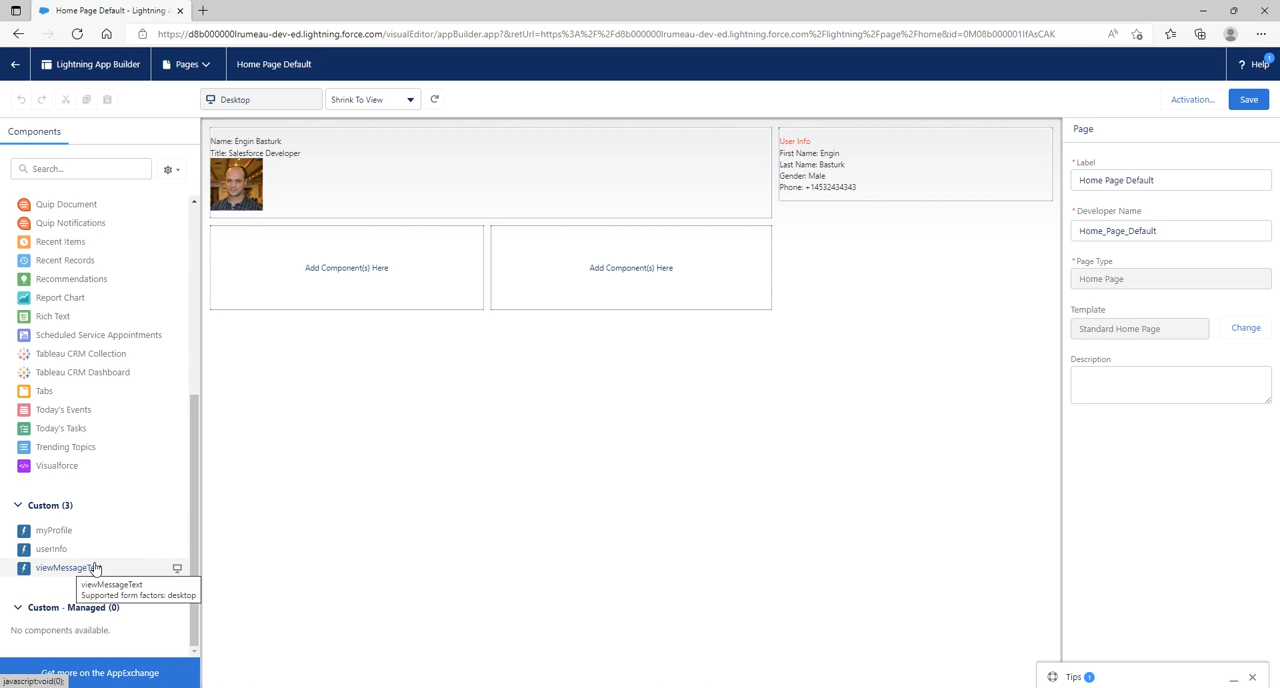 Home Page Default - Lightning A
https://d8b000000lrumeau-dev-ed.lightning.force.com/visualEditor/appBuilder.app?&retUrl=https%3A%2F%2Fd8b000000lrumeau-dev-ed.lightning.force.com%2Flightning%2Fpage%2Fhome&id=0M08b000001IfAsCAK
Lightning App Builder
Pages
Home Page Default
? Help
1
Desktop
Shrink To View
Activation...
Save
Components
Search...
Quip Document
Quip Notifications
Recent Items
Recent Records
Recommendations
Report Chart
Rich Text
Scheduled Service Appointments
Tableau CRM Collection
Tableau CRM Dashboard
Tabs
Today's Events
Today's Tasks
Trending Topics
Visualforce
Custom (3)
myProfile
userInfo
viewMessageText
viewMessageText
Supported form factors: desktop
Custom - Managed (0)
No components available.
Get more on the AppExchange
javascript:void(0);
Name: Engin Basturk
Title: Salesforce Developer
User Info
First Name: Engin
Last Name: Basturk
Gender: Male
Phone: +14532434343
Add Component(s) Here
Add Component(s) Here
Page
* Label
Home Page Default
* Developer Name
Home_Page_Default
* Page Type
Home Page
Template
Standard Home Page
Change
Description
Tips 1